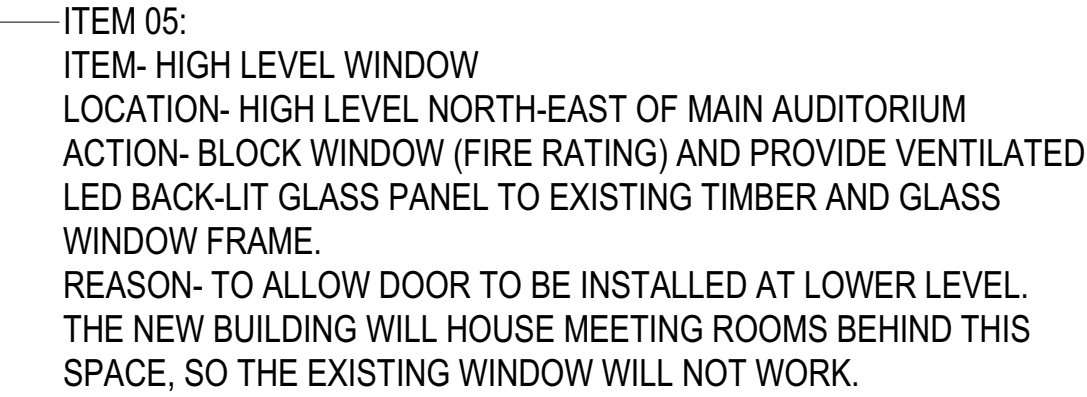 ITEM 05:
ITEM- HIGH LEVEL WINDOW
LOCATION- HIGH LEVEL NORTH-EAST OF MAIN AUDITORIUM
ACTION- BLOCK WINDOW (FIRE RATING) AND PROVIDE VENTILATED
LED BACK-LIT GLASS PANEL TO EXISTING TIMBER AND GLASS
WINDOW FRAME.
REASON- TO ALLOW DOOR TO BE INSTALLED AT LOWER LEVEL.
THE NEW BUILDING WILL HOUSE MEETING ROOMS BEHIND THIS
SPACE, SO THE EXISTING WINDOW WILL NOT WORK.